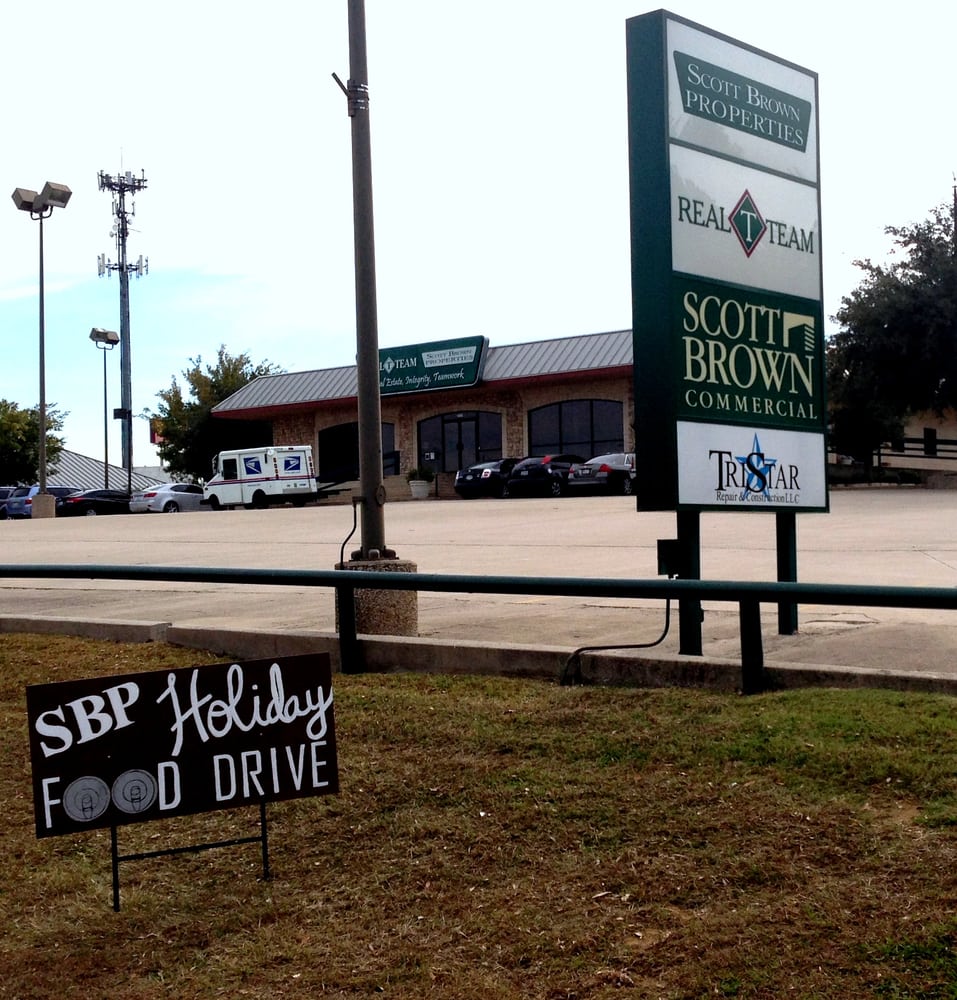 SCOTT BROWN
PROPERTIES
REAL T TEAM
SCOTT
BROWN
COMMERCIAL
TRISTAR
Repair & Construction LLC
L T TEAM
SCOTT BROWN
PROPERTIES
al Estate, Integrity, Teamwork
SBP Holiday
FOOD DRIVE